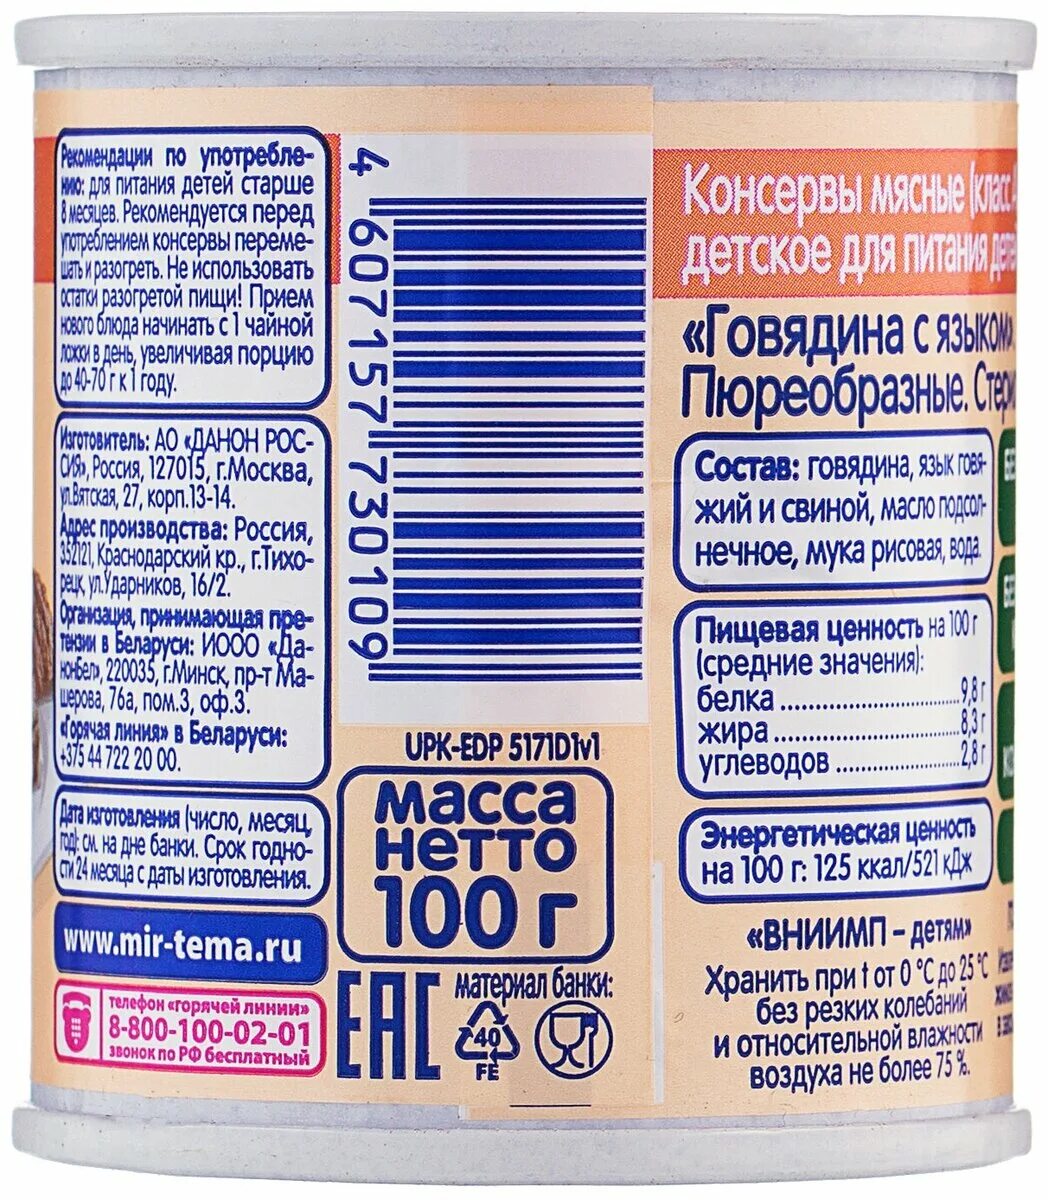 Рекомендации по употребле-
нию: для питания детей старше
8 месяцев. Рекомендуется перед
употреблением консервы переме-
шать и разогреть. Не использовать
остатки разогретой пищи! Прием
нового блюда начинать с 1 чайной
ложки в день, увеличивая порцию
до 40-70 г к 1 году.
Изготовитель: АО «ДАНОН РОС-
СИЯ», Россия, 127015, г.Москва,
ул.Вятская, 27, корп.13-14.
Адрес производства: Россия,
352121, Краснодарский кр., г.Тихо-
рецк, ул.Ударников, 16/2.
Организация, принимающая пре-
тензии в Беларуси: ИООО «Да-
нонБел», 220035, г.Минск, пр-т Ма-
шерова, 76а, пом.3, оф.3.
«Горячая линия» в Беларуси:
+375 44 722 20 00.
Дата изготовления (число, месяц,
год): см. на дне банки. Срок годно-
сти 24 месяца с даты изготовления.
www.mir-tema.ru
телефон «горячей линии»
8-800-100-02-01
звонок по РФ бесплатный
4 607157 730109
UPK-EDP 5171D1v1
масса
нетто
100 г
ЕАС
материал банки:
40
FE
Консервы мясные (класс
детское для питания
«Говядина с языком»
Пюреобразные.
Состав: говядина, язык говя-
жий и свиной, масло подсол-
нечное, мука рисовая, вода.
Пищевая ценность на 100 г
(средние значения):
белка ........................ 9,8 г
жира ........................ 8,3 г
углеводов ................ 2,8 г
Энергетическая ценность
на 100 г: 125 ккал/521 кДж
«ВНИИМП – детям»
Хранить при t от 0 °C до 25 °C
без резких колебаний
и относительной влажности
воздуха не более 75 %.